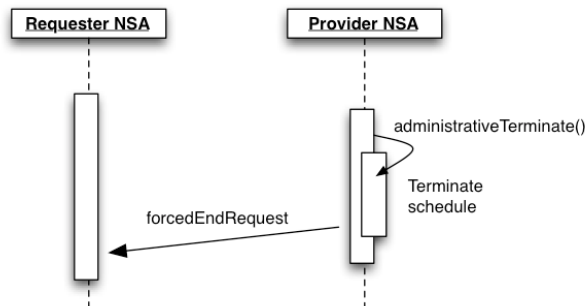 Requester NSA
Provider NSA
administrativeTerminate()
Terminate
schedule
forcedEndRequest